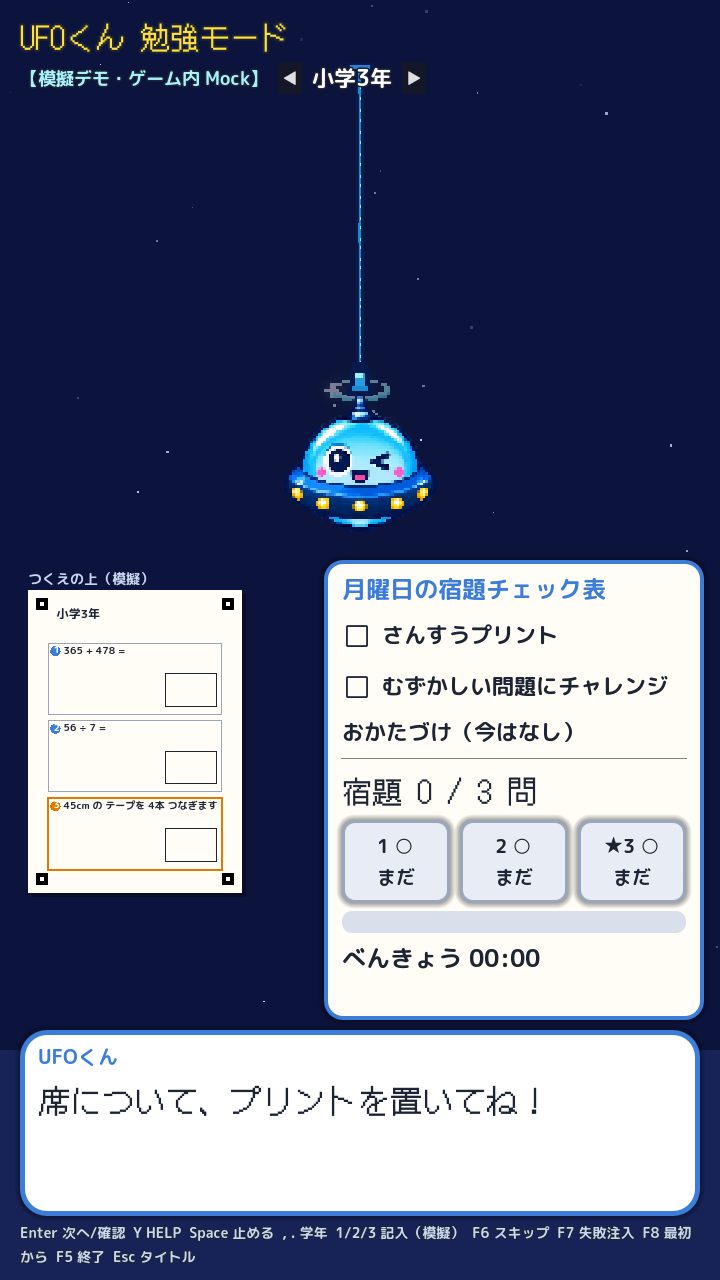 UFOくん 勉強モード
【模擬デモ・ゲーム内 Mock】 ◀ 小学3年 ▶
つくえの上（模擬）
小学3年
1 365 + 478 =
2 56 ÷ 7 =
3 45cm の テープを 4本 つなぎます
月曜日の宿題チェック表
□ さんすうプリント
□ むずかしい問題にチャレンジ
おかたづけ（今はなし）
宿題 0 / 3 問
1 ○ 2 ○ ★3 ○
まだ まだ まだ
べんきょう 00:00
UFOくん
席について、プリントを置いてね！
Enter 次へ/確認 Y HELP Space 止める , . 学年 1/2/3 記入（模擬） F6 スキップ F7 失敗注入 F8 最初
から F5 終了 Esc タイトル